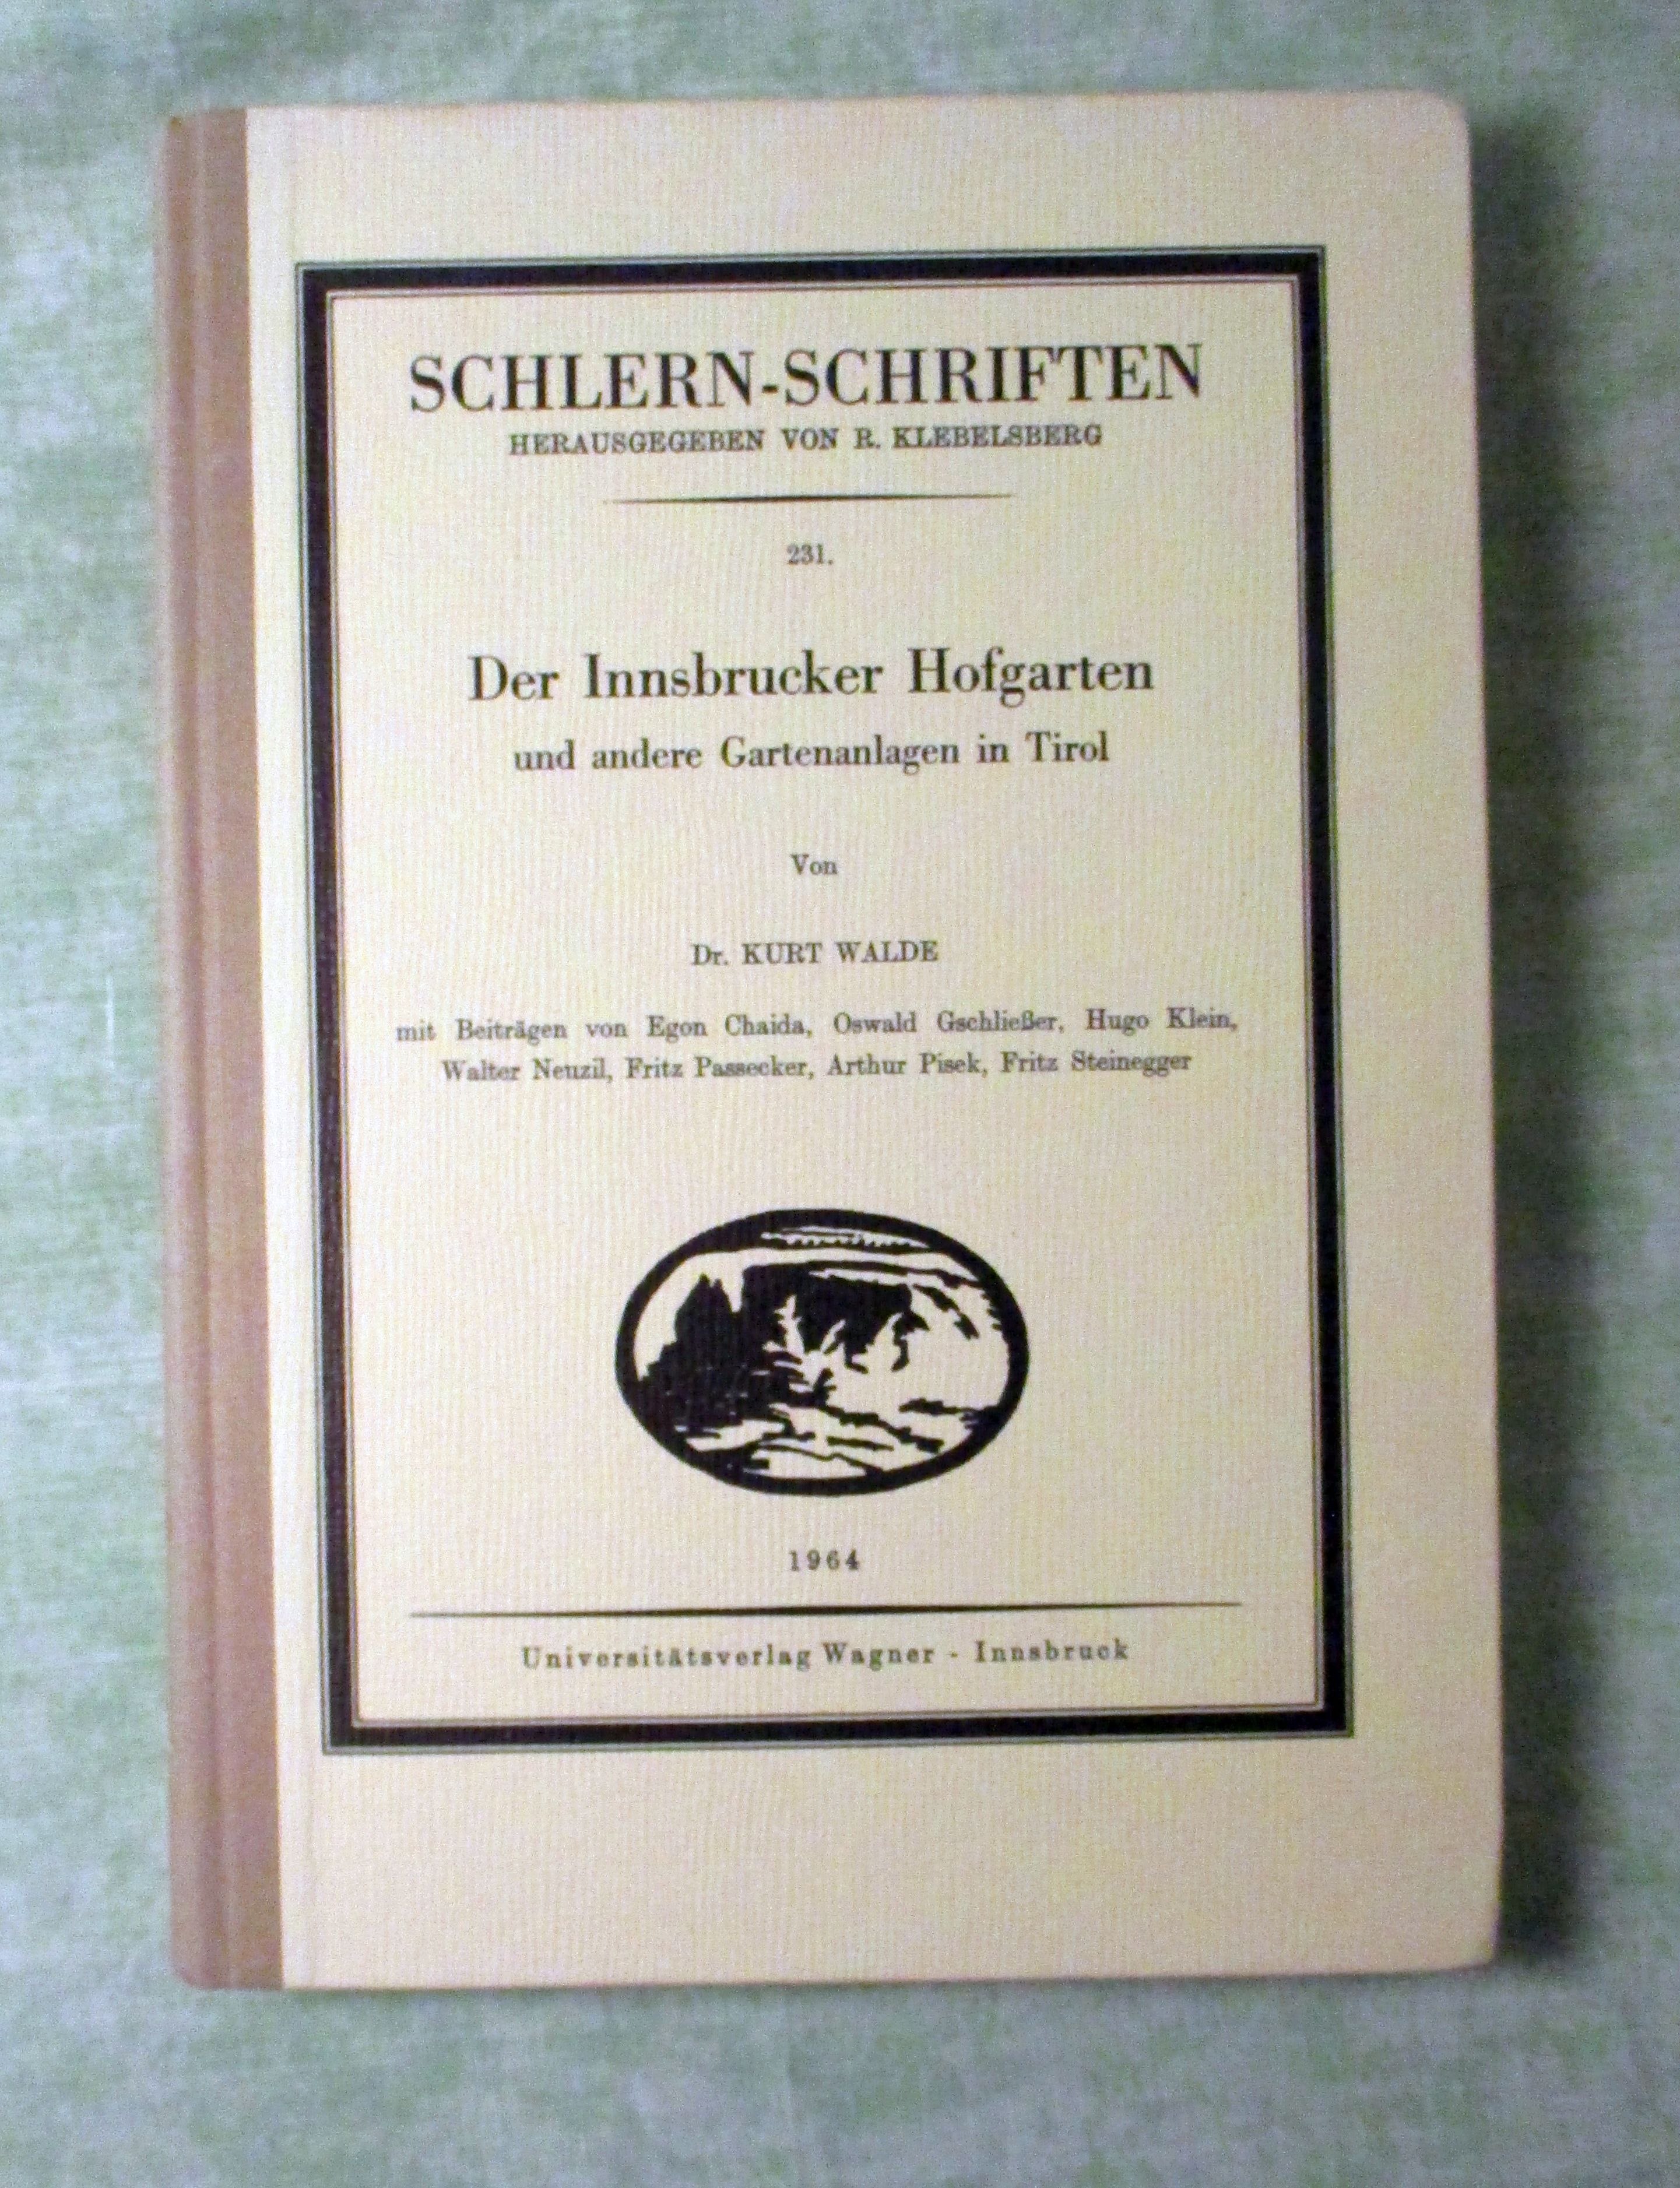 SCHLERN-SCHRIFTEN
HERAUSGEGEBEN VON R. KLEBELSBERG
231.
Der Innsbrucker Hofgarten
und andere Gartenanlagen in Tirol
Von
Dr. KURT WALDE
mit Beiträgen von Egon Chaida, Oswald Gschließer, Hugo Klein,
Walter Neuzil, Fritz Passecker, Arthur Pisek, Fritz Steinegger
1964
Universitätsverlag Wagner - Innsbruck